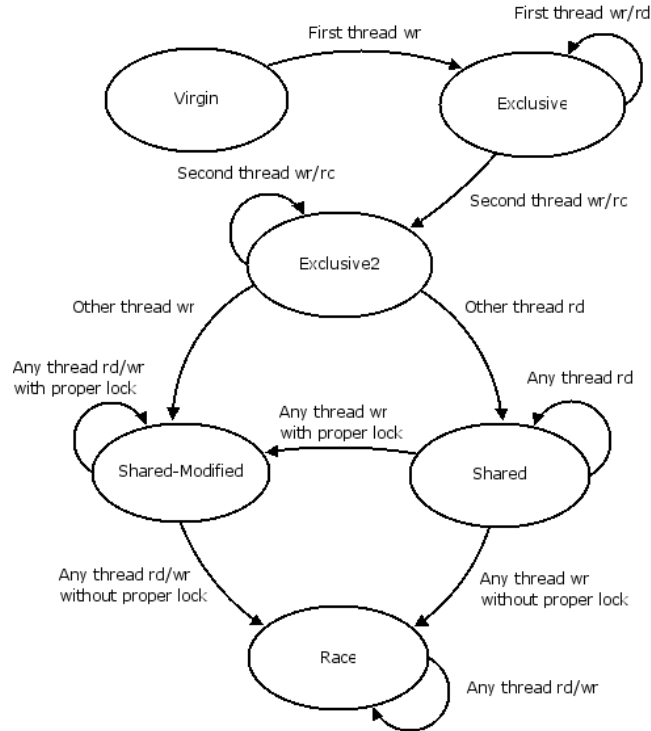 First thread wr/rd
First thread wr
Virgin
Exclusive
Second thread wr/rc
Second thread wr/rc
Exclusive2
Other thread wr
Other thread rd
Any thread rd/wr
with proper lock
Any thread rd
Any thread wr
with proper lock
Shared-Modified
Shared
Any thread rd/wr
without proper lock
Any thread wr
without proper lock
Race
Any thread rd/wr